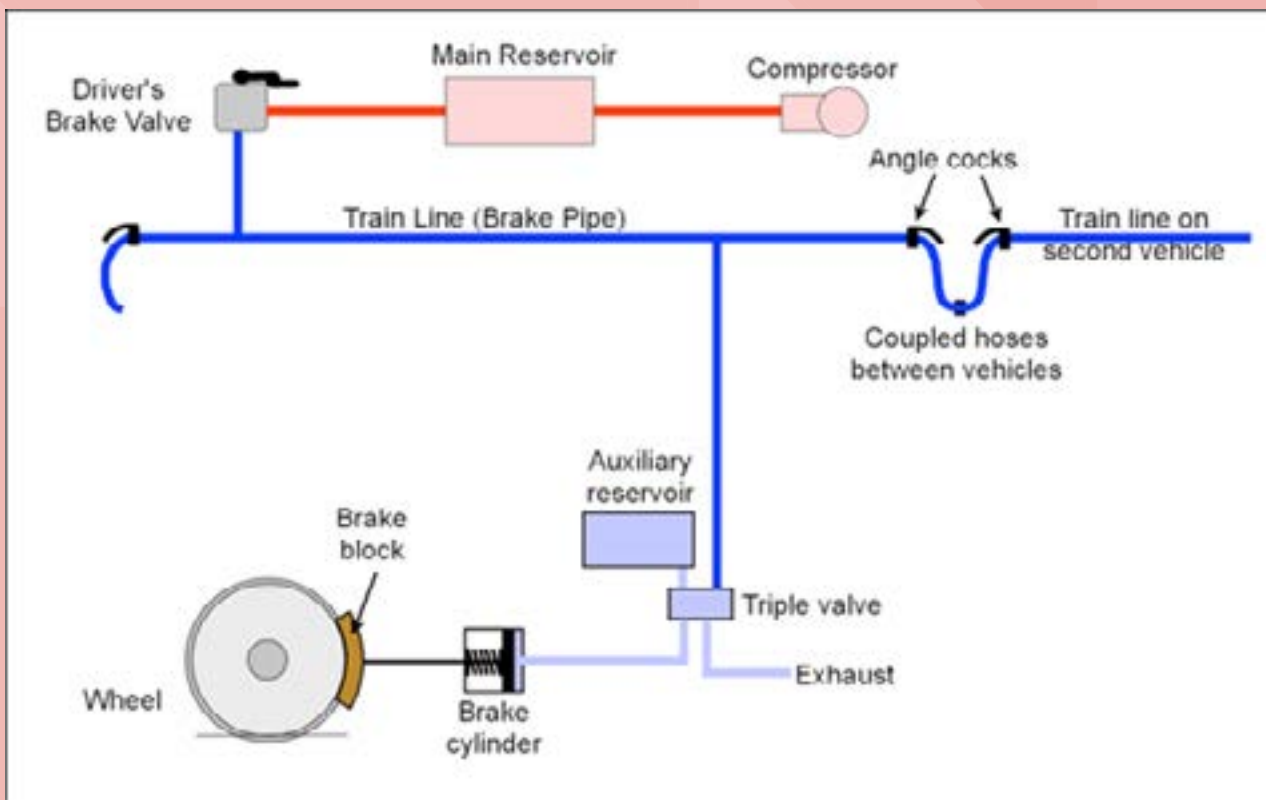 Main Reservoir
Compressor
Driver's
Brake Valve
Angle cocks
Train Line (Brake Pipe)
Train line on
second vehicle
Coupled hoses
between vehicles
Auxiliary
reservoir
Brake
block
Triple valve
Exhaust
Wheel
Brake
cylinder